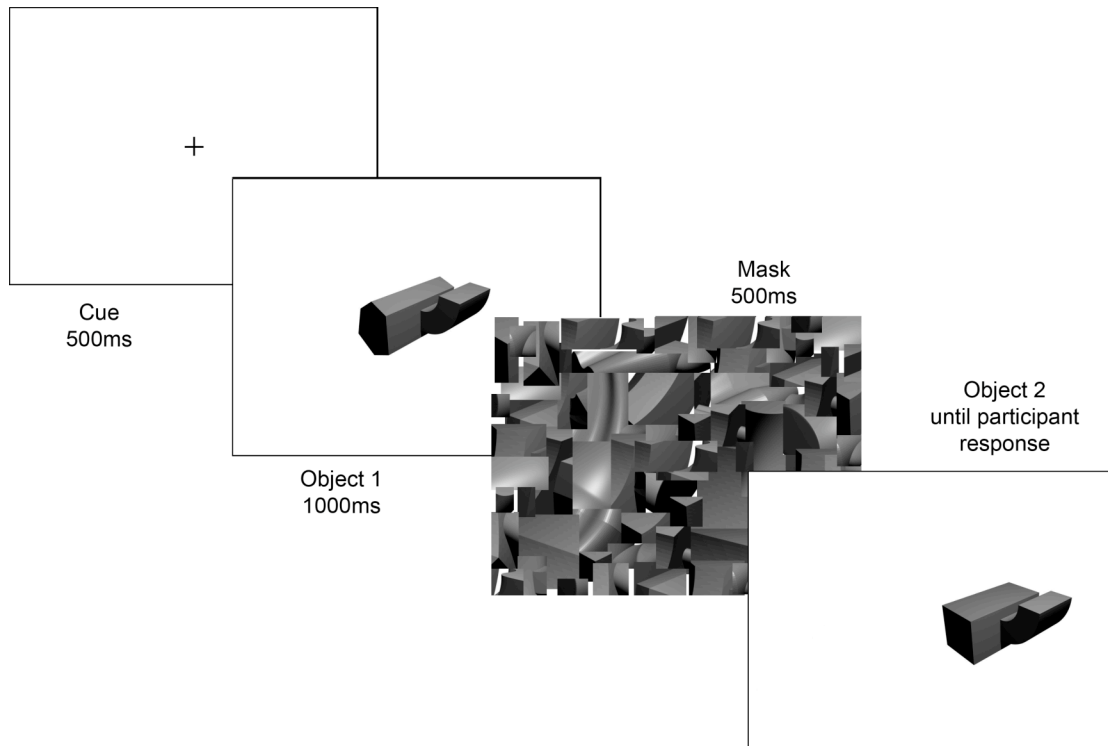 Cue
500ms
Object 1
1000ms
Mask
500ms
Object 2
until participant
response